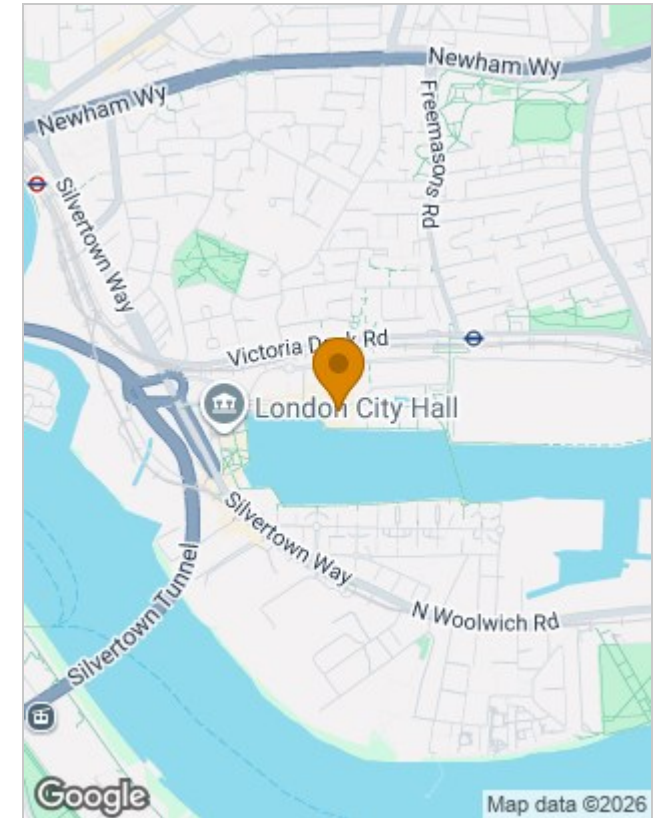 Newham Wy
Newham Wy
Freemasons Rd
Silvertown Way
Victoria Dock Rd
London City Hall
Silvertown Way
N Woolwich Rd
Silvertown Tunnel
Google
Map data ©2026